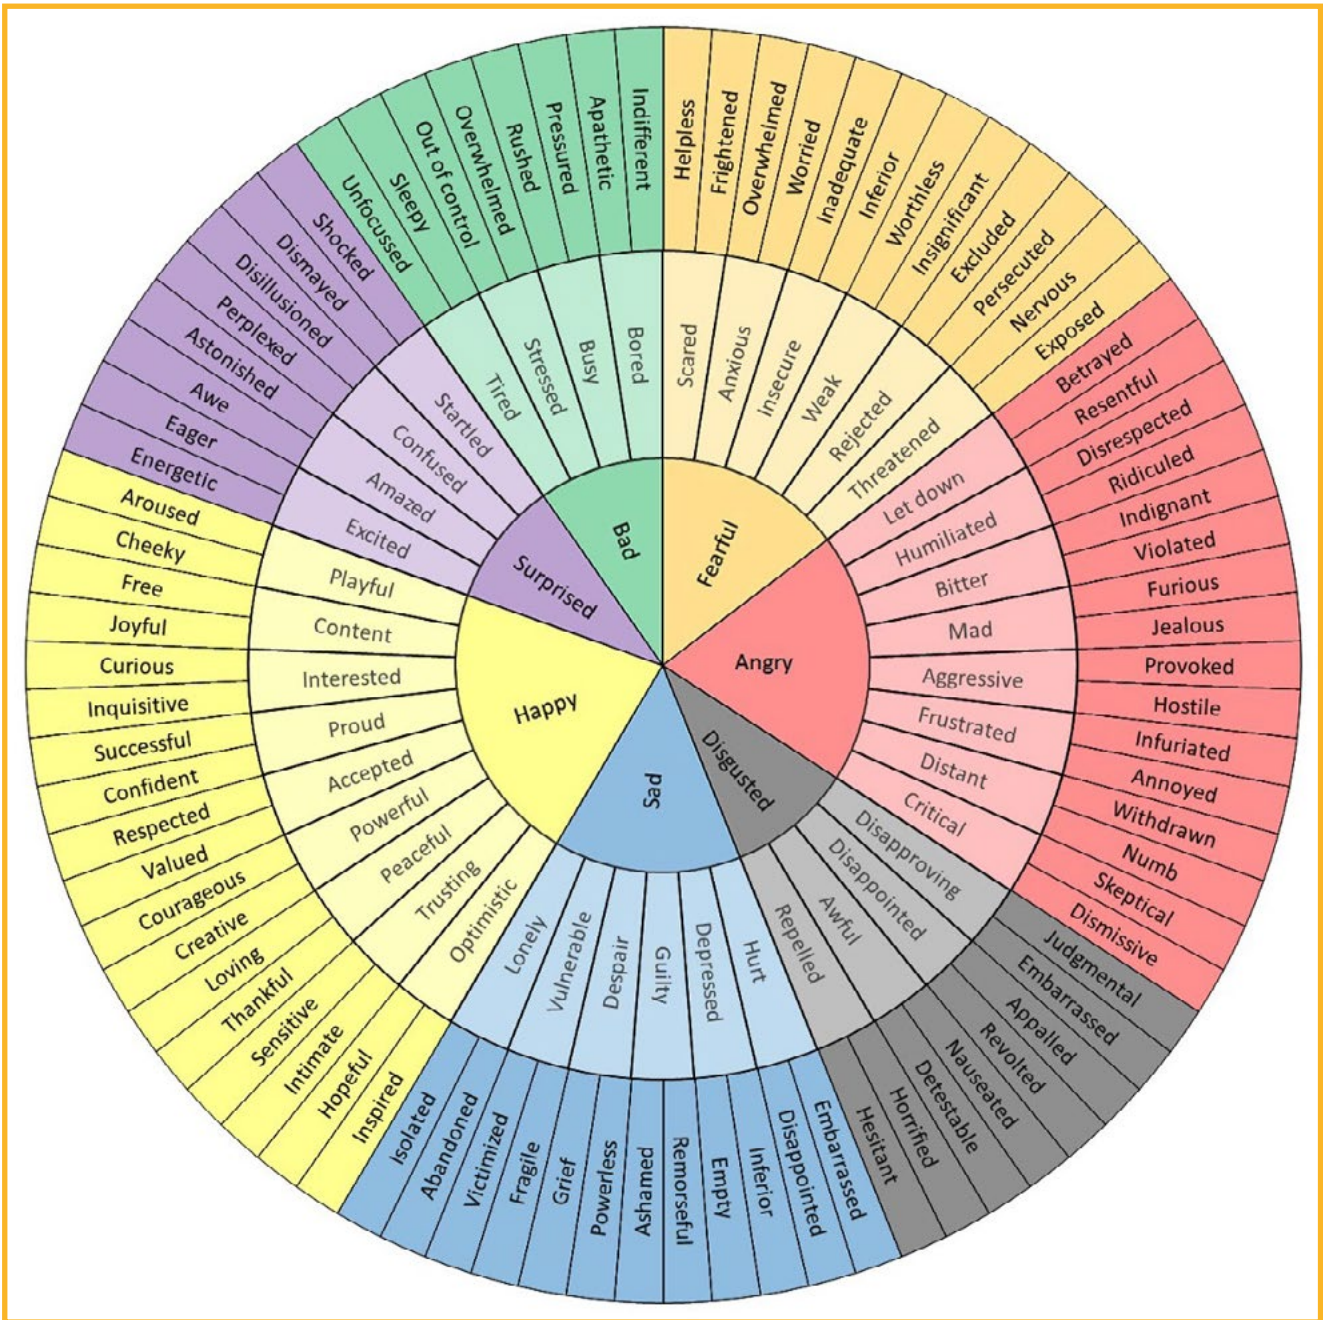 Fearful
Angry
Disgusted
Sad
Happy
Surprised
Bad
Scared
Anxious
Insecure
Weak
Rejected
Threatened
Let down
Humiliated
Bitter
Mad
Aggressive
Frustrated
Distant
Critical
Disapproving
Disappointed
Awful
Repelled
Hurt
Depressed
Guilty
Despair
Vulnerable
Lonely
Optimistic
Trusting
Peaceful
Powerful
Accepted
Proud
Interested
Content
Playful
Excited
Amazed
Confused
Startled
Tired
Stressed
Busy
Bored
Helpless
Frightened
Overwhelmed
Worried
Inadequate
Inferior
Worthless
Insignificant
Excluded
Persecuted
Nervous
Exposed
Betrayed
Resentful
Disrespected
Ridiculed
Indignant
Violated
Furious
Jealous
Provoked
Hostile
Infuriated
Annoyed
Withdrawn
Numb
Skeptical
Dismissive
Judgmental
Embarrassed
Appalled
Revolted
Nauseated
Detestable
Horrified
Hesitant
Embarrassed
Disappointed
Inferior
Empty
Remorseful
Ashamed
Powerless
Grief
Fragile
Victimized
Abandoned
Isolated
Inspired
Hopeful
Intimate
Sensitive
Thankful
Loving
Creative
Courageous
Valued
Respected
Confident
Successful
Inquisitive
Curious
Joyful
Free
Cheeky
Aroused
Energetic
Eager
Awe
Astonished
Perplexed
Disillusioned
Dismayed
Shocked
Unfocussed
Sleepy
Out of control
Overwhelmed
Rushed
Pressured
Apathetic
Indifferent